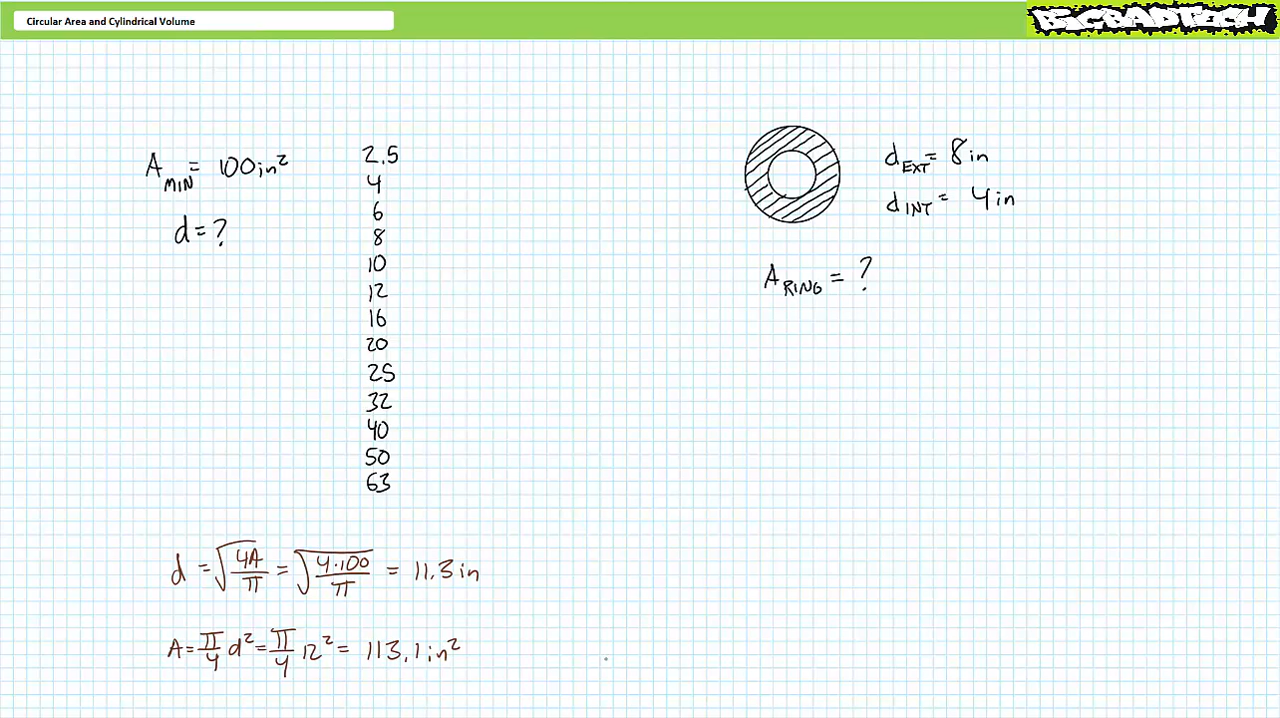 Circular Area and Cylindrical Volume
BIGBADTECH
A_MIN = 100in²
d = ?
2.5
4
6
8
10
12
16
20
25
32
40
50
63
d = √(4A/π) = √(4·100/π) = 11.3in
A = π/4 d² = π/4 12² = 113.1in²
d_EXT = 8in
d_INT = 4in
A_RING = ?